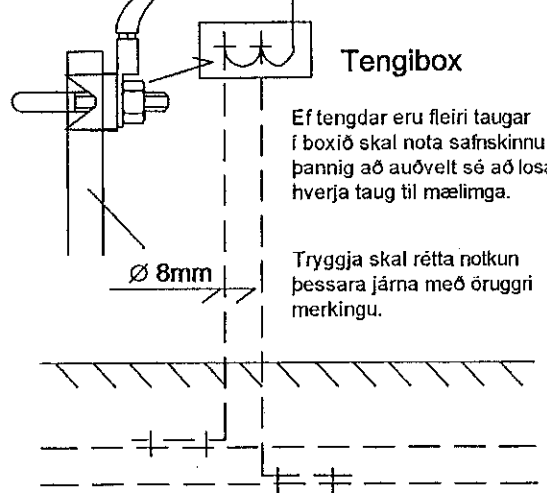 Tengibox
Ef tengdar eru fleiri taugar
í boxið skal nota safnskinnu
þannig að auðvelt sé að losa
hverja taug til mælimga.
Tryggja skal rétta notkun
þessara járna með öruggri
merkingu.
Ø 8mm